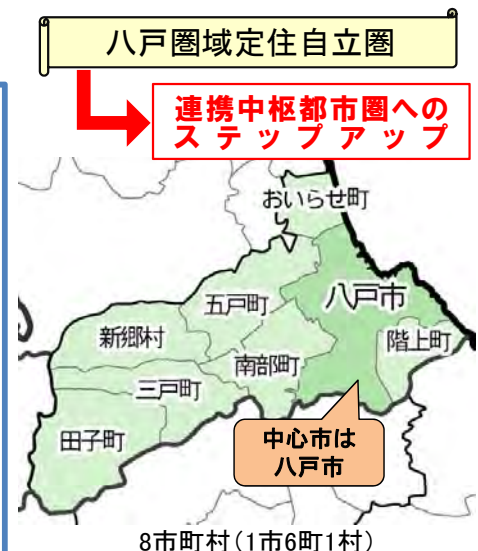 八戸圏域定住自立圏
連携中枢都市圏への
ステップアップ
おいらせ町
八戸市
五戸町
階上町
新郷村
南部町
三戸町
田子町
中心市は
八戸市
8市町村(1市6町1村)